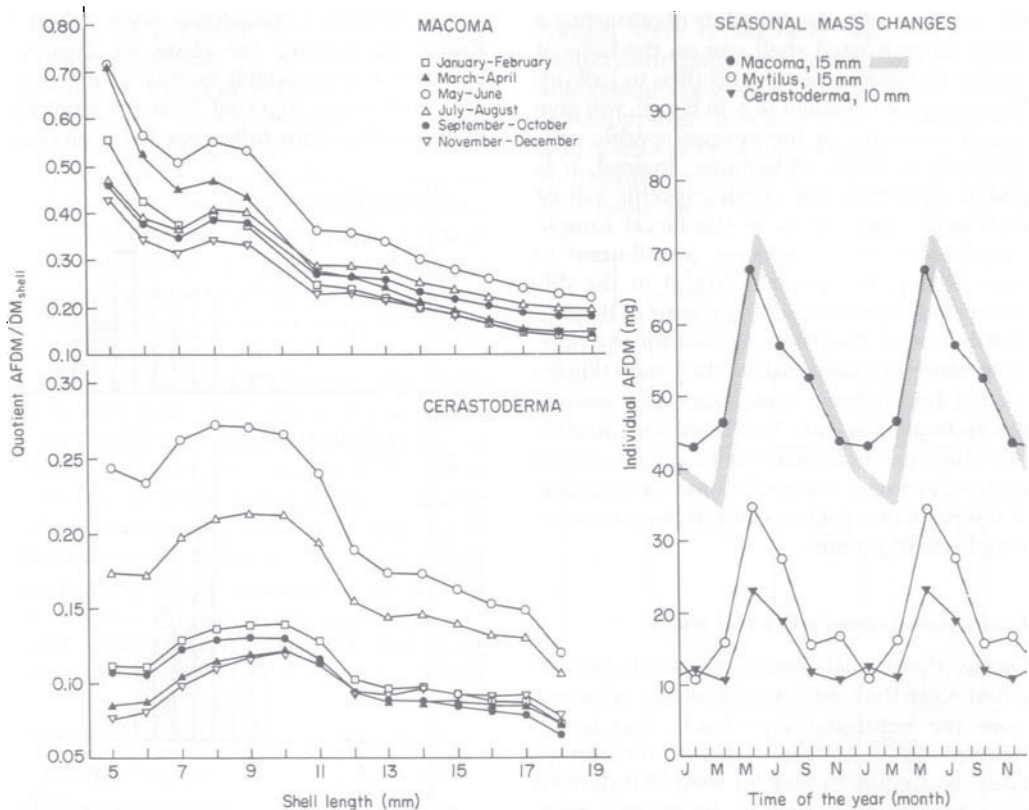 MACOMA
January-February
March-April
May-June
July-August
September-October
November-December
0.80
0.70
0.60
0.50
0.40
0.30
0.20
0.10
Quotient AFDM/DMshell
CERASTODERMA
0.30
0.25
0.20
0.15
0.10
0.05
5 7 9 11 13 15 17 19
Shell length (mm)
SEASONAL MASS CHANGES
Macoma, 15 mm
Mytilus, 15 mm
Cerastoderma, 10 mm
90
80
70
60
50
40
30
20
10
0
Individual AFDM (mg)
J M M J S N J M M J S N
Time of the year (month)